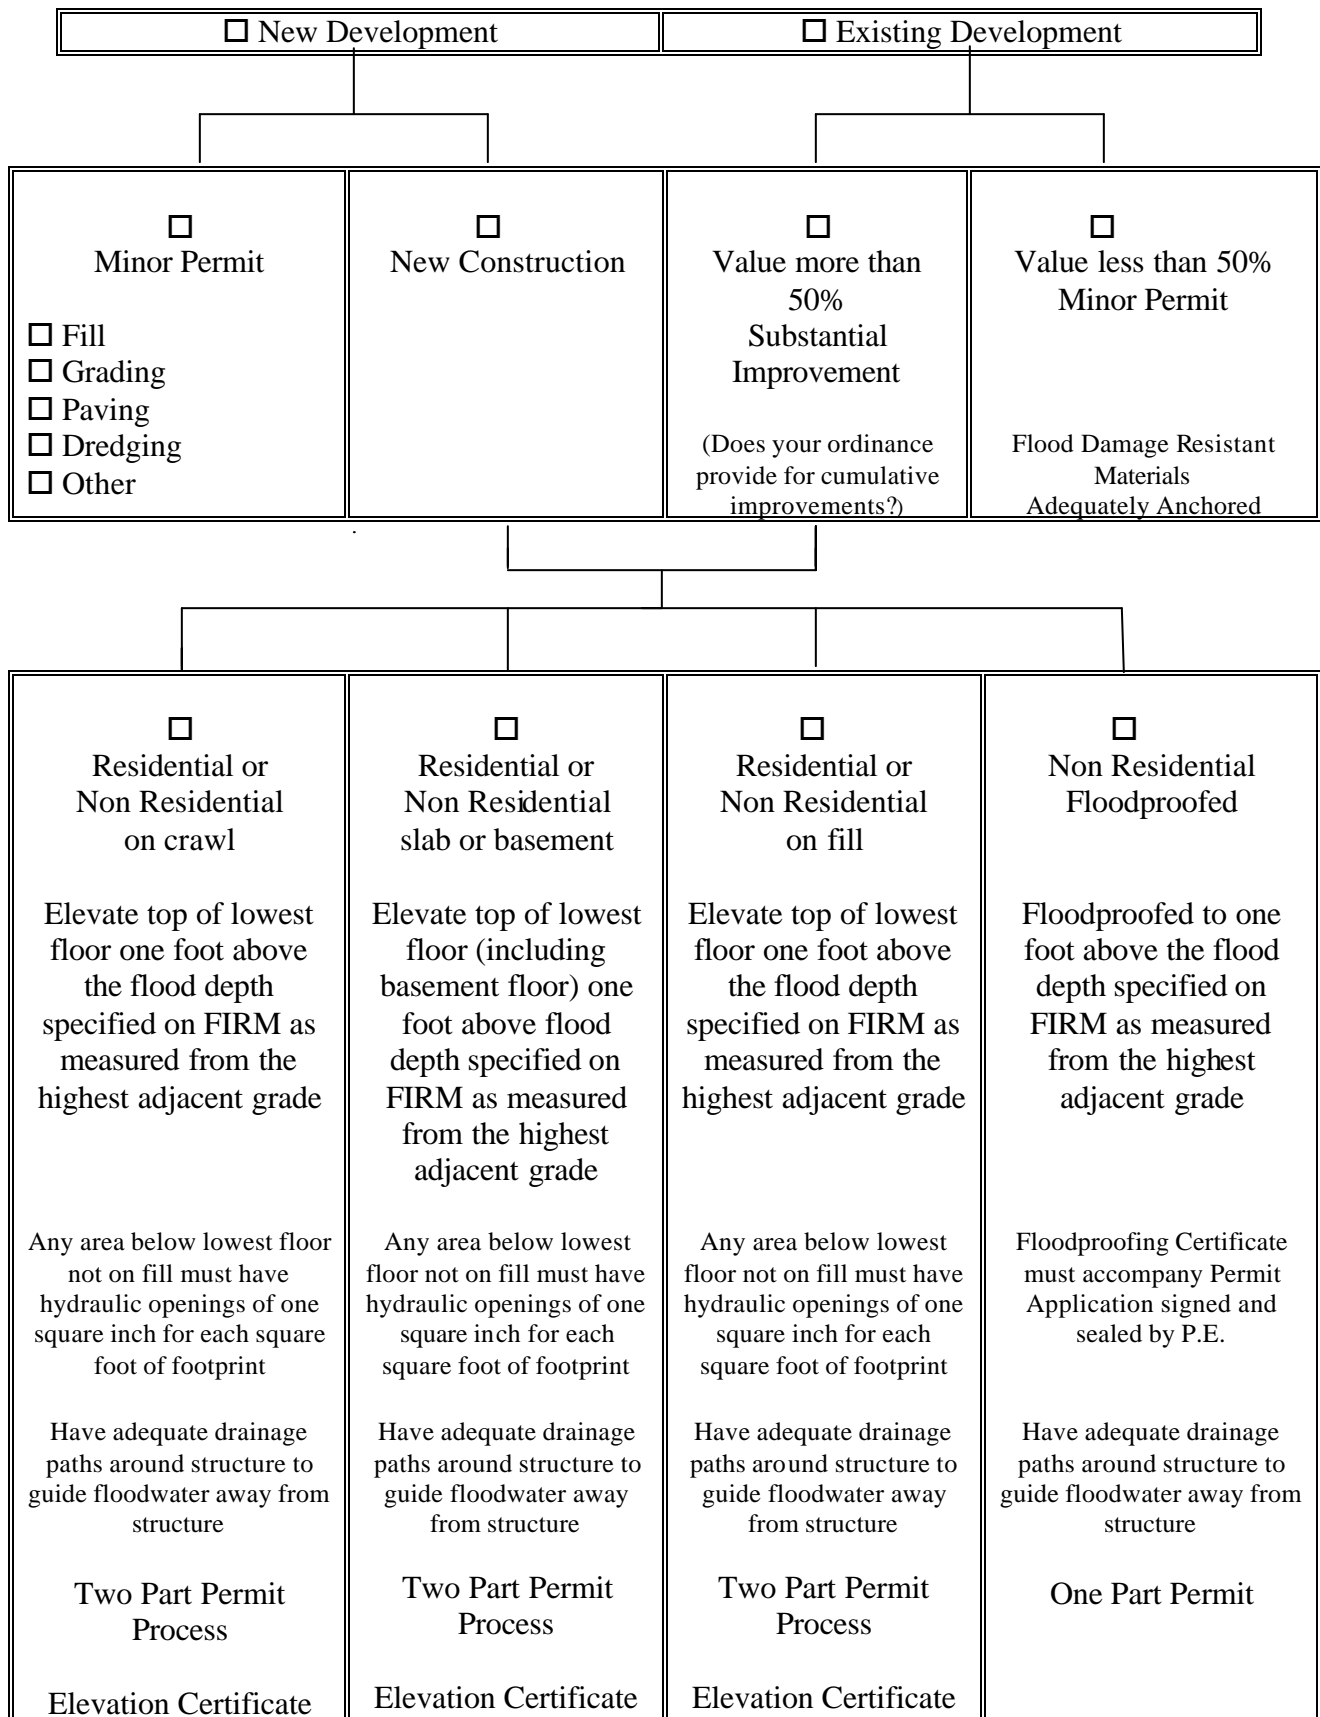 ☐ New Development
☐ Existing Development
☐
Minor Permit
☐ Fill
☐ Grading
☐ Paving
☐ Dredging
☐ Other
☐
New Construction
☐
Value more than
50%
Substantial
Improvement
(Does your ordinance
provide for cumulative
improvements?)
☐
Value less than 50%
Minor Permit
Flood Damage Resistant
Materials
Adequately Anchored
☐
Residential or
Non Residential
on crawl
Elevate top of lowest
floor one foot above
the flood depth
specified on FIRM as
measured from the
highest adjacent grade
Any area below lowest floor
not on fill must have
hydraulic openings of one
square inch for each square
foot of footprint
Have adequate drainage
paths around structure to
guide floodwater away from
structure
Two Part Permit
Process
Elevation Certificate
☐
Residential or
Non Residential
slab or basement
Elevate top of lowest
floor (including
basement floor) one
foot above flood
depth specified on
FIRM as measured
from the highest
adjacent grade
Any area below lowest
floor not on fill must have
hydraulic openings of one
square inch for each
square foot of footprint
Have adequate drainage
paths around structure to
guide floodwater away
from structure
Two Part Permit
Process
Elevation Certificate
☐
Residential or
Non Residential
on fill
Elevate top of lowest
floor one foot above
the flood depth
specified on FIRM as
measured from the
highest adjacent grade
Any area below lowest
floor not on fill must have
hydraulic openings of one
square inch for each
square foot of footprint
Have adequate drainage
paths around structure to
guide floodwater away
from structure
Two Part Permit
Process
Elevation Certificate
☐
Non Residential
Floodproofed
Floodproofed to one
foot above the flood
depth specified on
FIRM as measured
from the highest
adjacent grade
Floodproofing Certificate
must accompany Permit
Application signed and
sealed by P.E.
Have adequate drainage
paths around structure to
guide floodwater away from
structure
One Part Permit